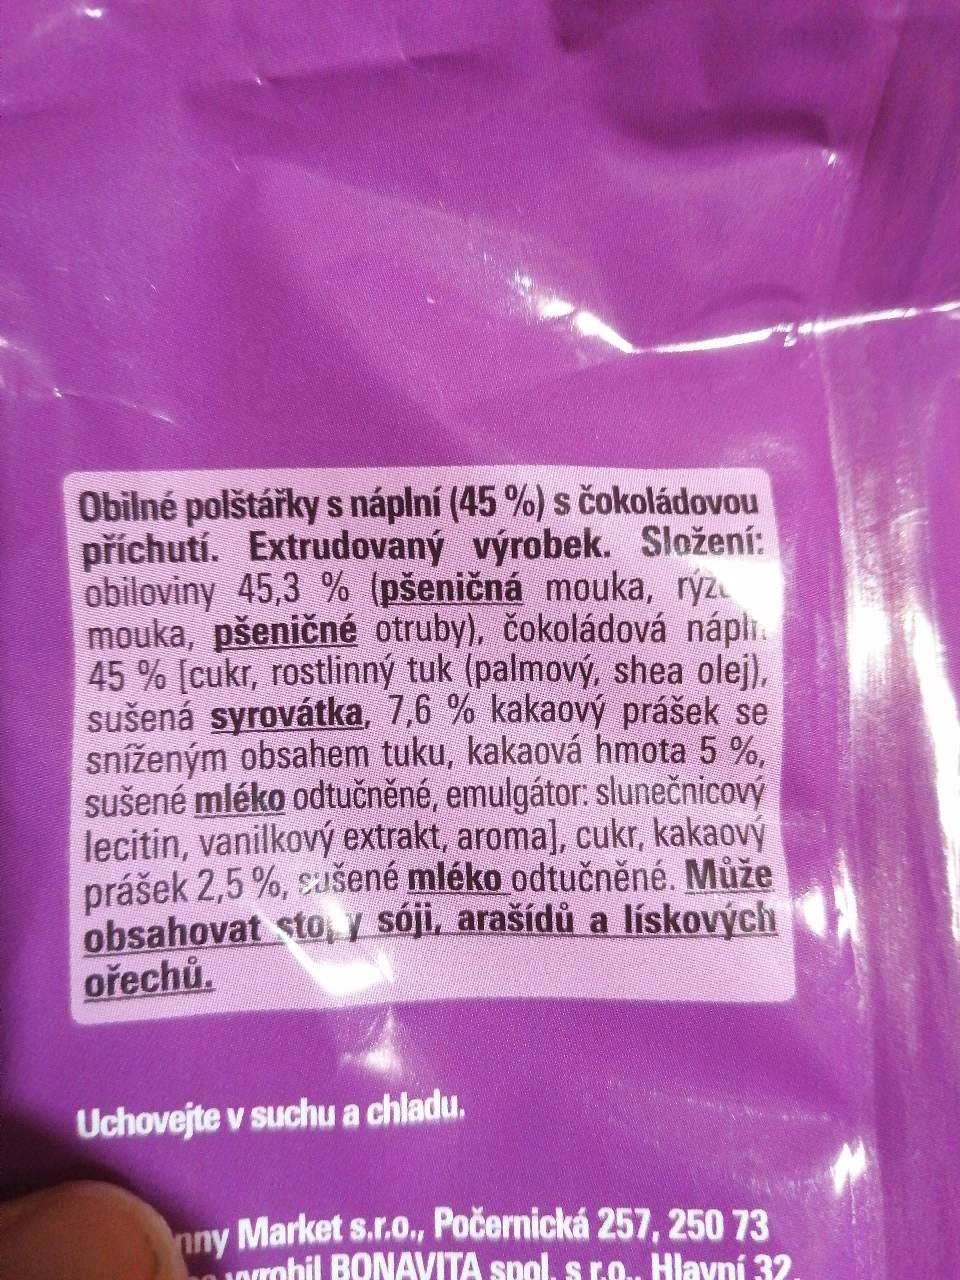 Obilné polštářky s náplní (45 %) s čokoládovou
příchutí. Extrudovaný výrobek. Složení:
obiloviny 45,3 % (pšeničná mouka,
mouka, pšeničné otruby), čokoládová
45 % [cukr, rostlinný tuk (palmový, shea olej),
sušená syrovátka, 7,6 % kakaový prášek se
sníženým obsahem tuku, kakaová hmota 5 %,
sušené mléko odtučněné, emulgátor: slunečnicový
lecitin, vanilkový extrakt, aroma], cukr, kakaový
prášek 2,5 %, sušené mléko odtučněné. Může
obsahovat stopy sóji, arašídů a lískových
ořechů.
Uchovejte v suchu a chladu.
Market s.r.o., Počernická 257, 250 73
vyrobil BONAVITA spol. s r.o., Hlavní 32